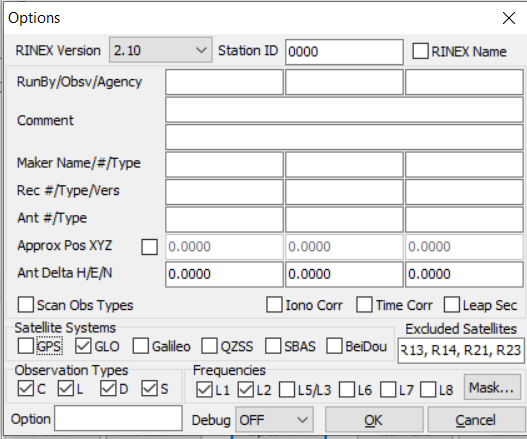 Options
RINEX Version 2.10 Station ID 0000 RINEX Name
RunBy/Obsv/Agency
Comment
Maker Name/#/Type
Rec #/Type/Vers
Ant #/Type
Approx Pos XYZ 0.0000 0.0000 0.0000
Ant Delta H/E/N 0.0000 0.0000 0.0000
Scan Obs Types Iono Corr Time Corr Leap Sec
Satellite Systems Excluded Satellites
GPS GLO Galileo QZSS SBAS BeiDou R13, R14, R21, R23
Observation Types Frequencies
C L D S L1 L2 L5/L3 L6 L7 L8 Mask...
Option Debug OFF OK Cancel